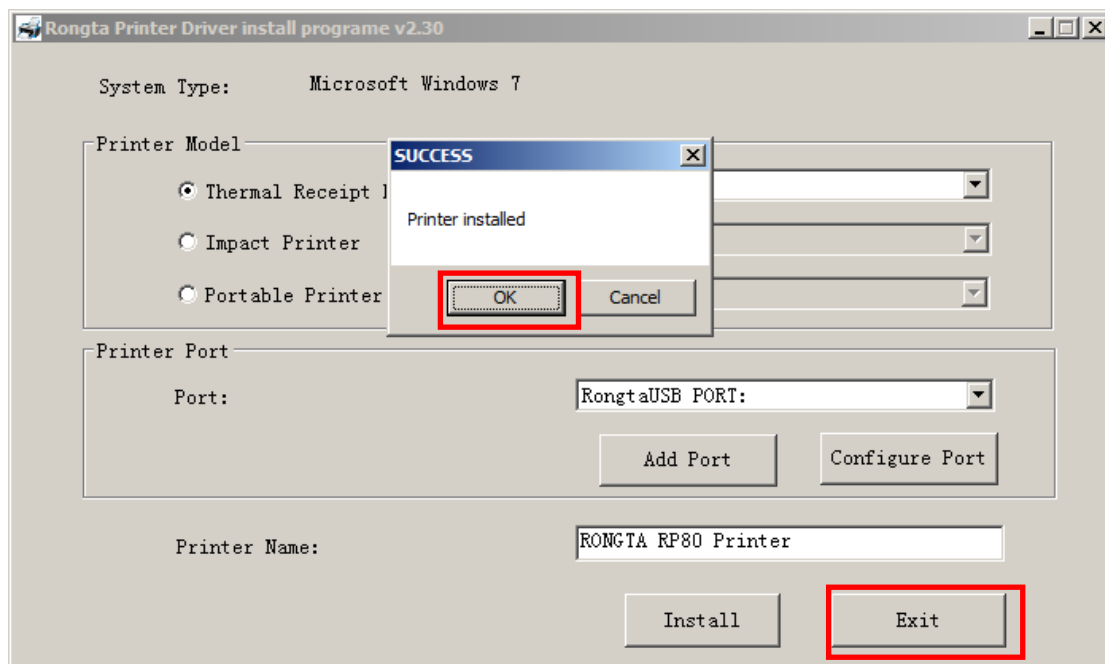 Rongta Printer Driver install programe v2.30
System Type: Microsoft Windows 7
Printer Model
SUCCESS
Thermal Receipt
Printer installed
Impact Printer
Portable Printer
OK Cancel
Printer Port
Port: RongtaUSB PORT:
Add Port Configure Port
Printer Name: RONGTA RP80 Printer
Install Exit